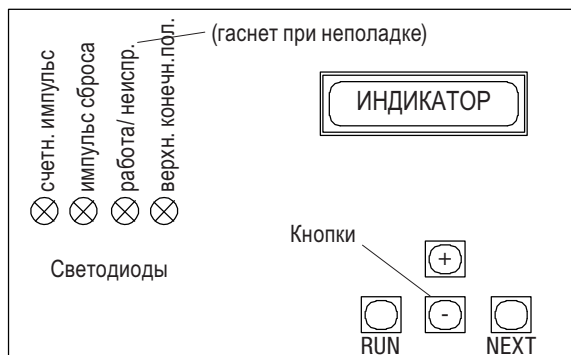 счетн. импульс
импульс сброса
работа/ неиспр.
верхн. конечн.пол.
(гаснет при неполадке)
ИНДИКАТОР
Светодиоды
Кнопки
+
-
RUN
NEXT